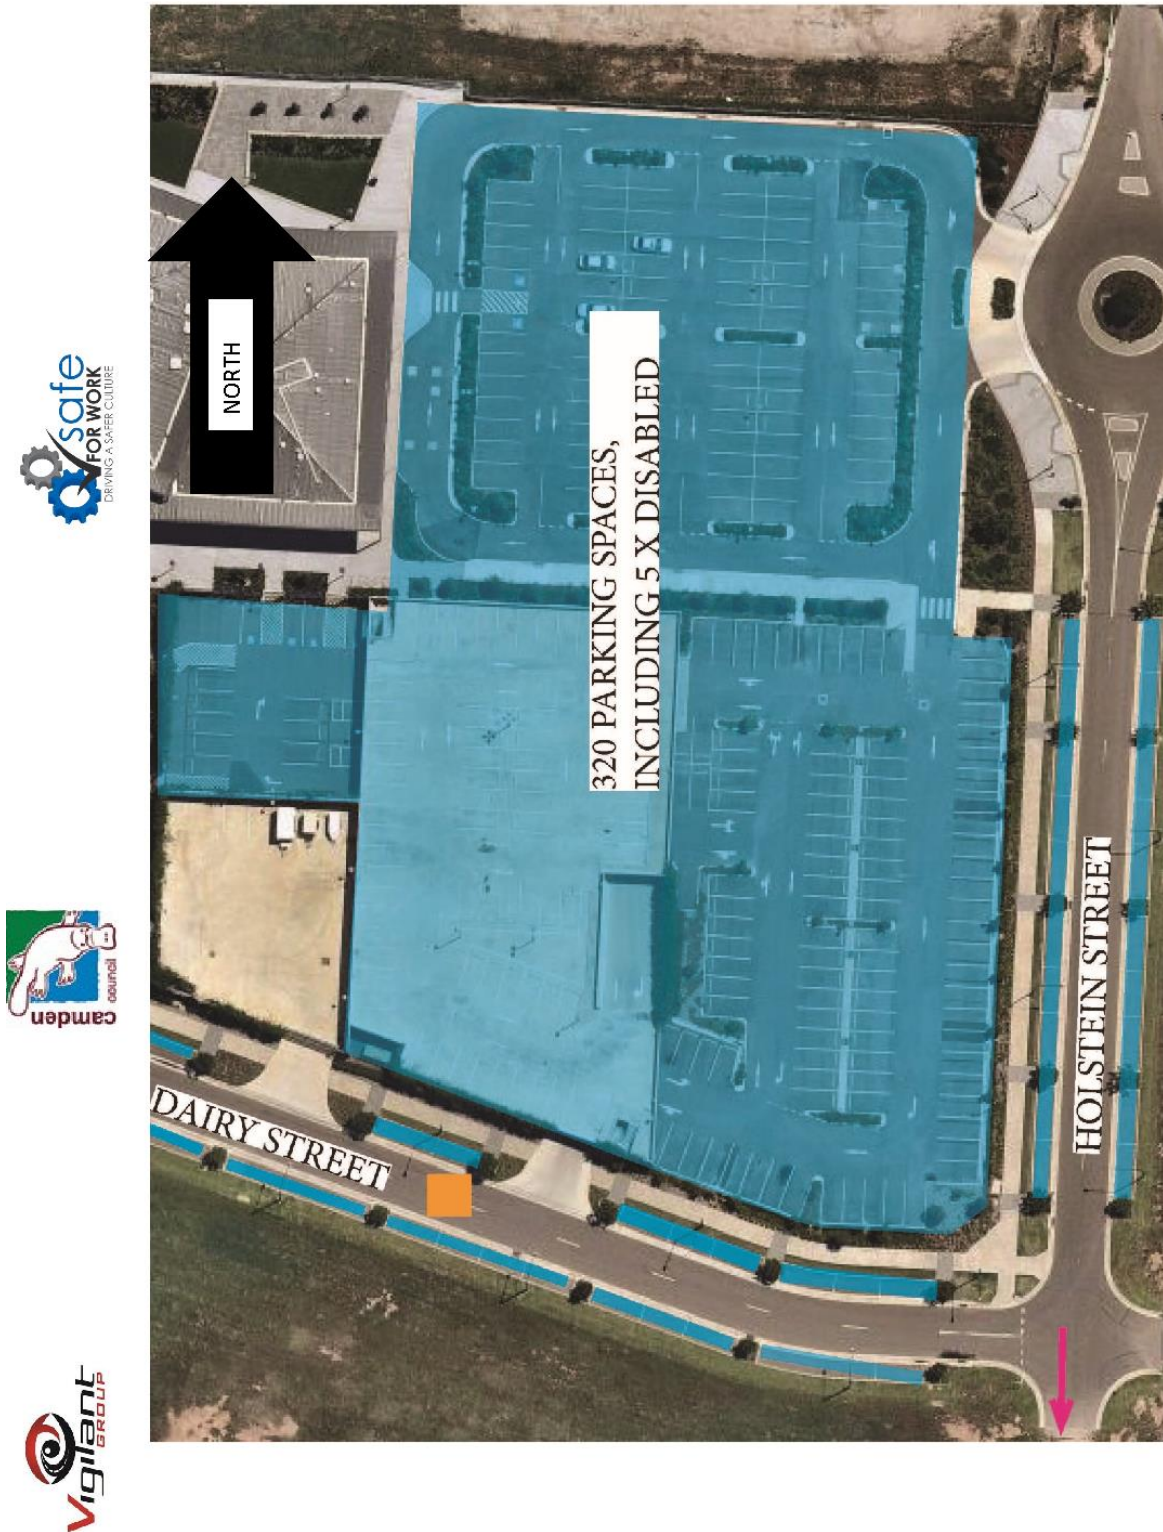 Vigilant
GROUP
camden
council
safe
FOR WORK
DRIVING A SAFER CULTURE
NORTH
320 PARKING SPACES,
INCLUDING 5 X DISABLED
DAIRY STREET
HOLSTEIN STREET